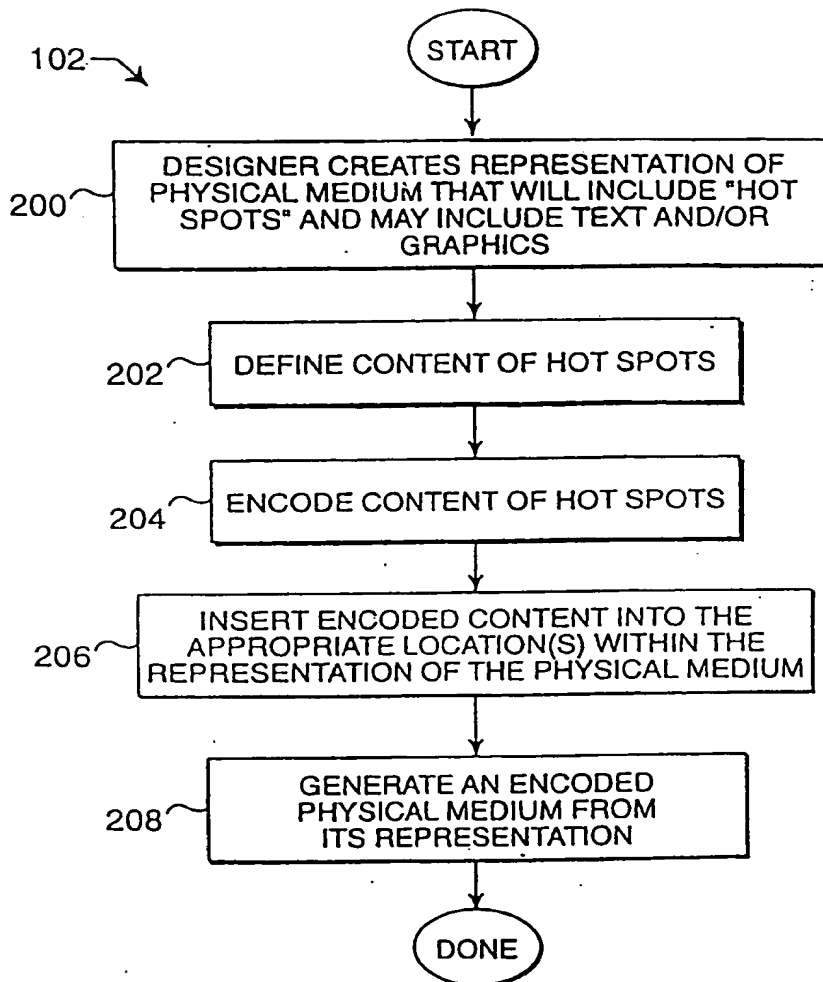 START
102
DESIGNER CREATES REPRESENTATION OF
PHYSICAL MEDIUM THAT WILL INCLUDE "HOT
SPOTS" AND MAY INCLUDE TEXT AND/OR
GRAPHICS
200
DEFINE CONTENT OF HOT SPOTS
202
ENCODE CONTENT OF HOT SPOTS
204
INSERT ENCODED CONTENT INTO THE
APPROPRIATE LOCATION(S) WITHIN THE
REPRESENTATION OF THE PHYSICAL MEDIUM
206
GENERATE AN ENCODED
PHYSICAL MEDIUM FROM
ITS REPRESENTATION
208
DONE